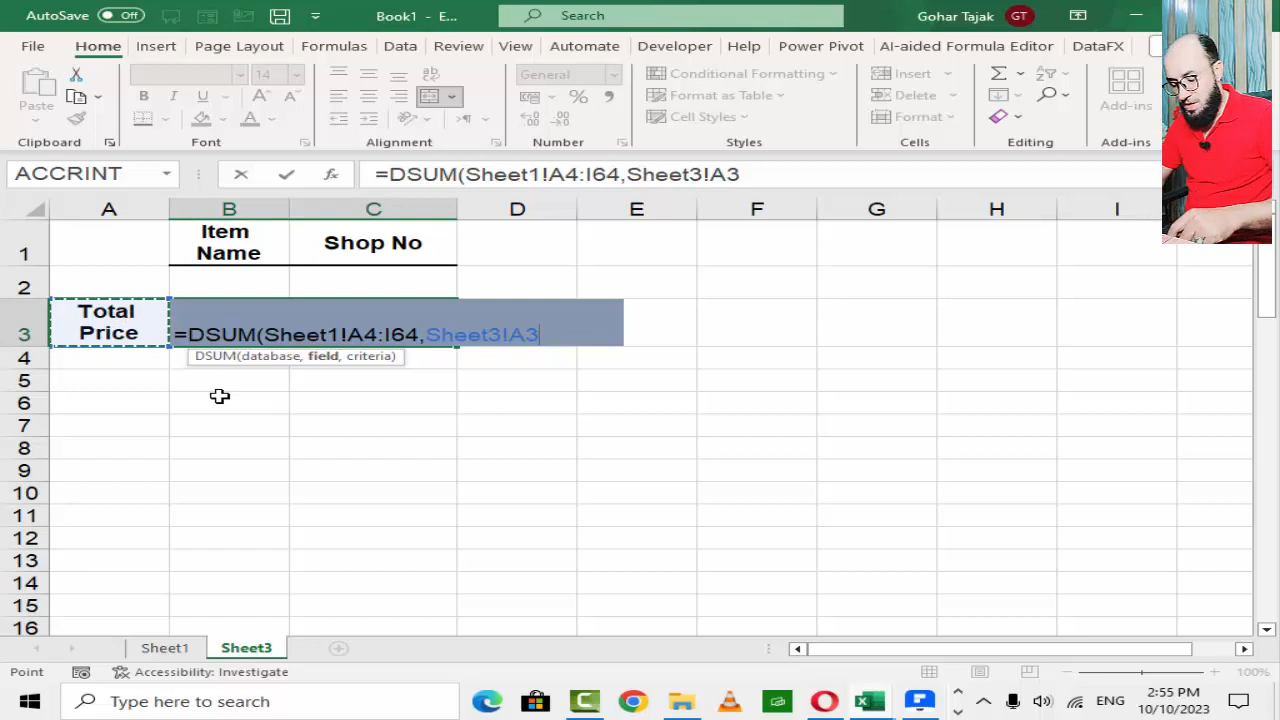 AutoSave Off
Book1 - E...
Search
Gohar Tajak GT
File Home Insert Page Layout Formulas Data Review View Automate Developer Help Power Pivot AI-aided Formula Editor DataFX
Paste
14
General
Conditional Formatting
Format as Table
Cell Styles
Insert
Delete
Format
Add-ins
Clipboard Font Alignment Number Styles Cells Editing Add-ins
ACCRINT
=DSUM(Sheet1!A4:I64,Sheet3!A3
A B C D E F G H I
1
Item
Name
Shop No
2
3
Total
Price
=DSUM(Sheet1!A4:I64,Sheet3!A3
DSUM(database, field, criteria)
4
5
6
7
8
9
10
11
12
13
14
15
16
Sheet1 Sheet3
Point Accessibility: Investigate 100%
Type here to search
ENG
2:55 PM
10/10/2023